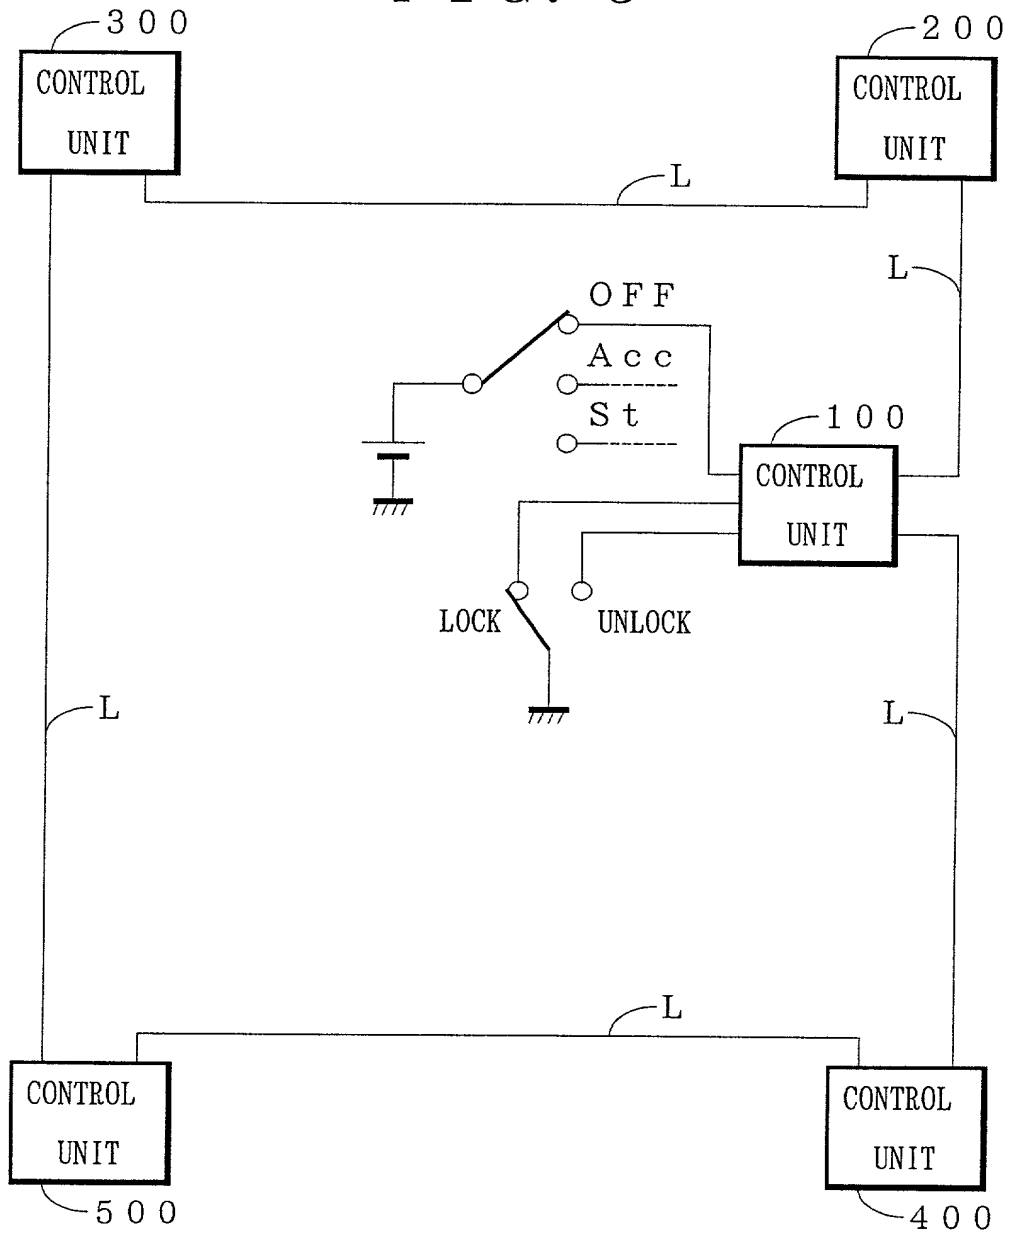 300
200
CONTROL
UNIT
CONTROL
UNIT
L
L
OFF
Acc
St
100
CONTROL
UNIT
LOCK
UNLOCK
L
L
L
CONTROL
UNIT
CONTROL
UNIT
500
400